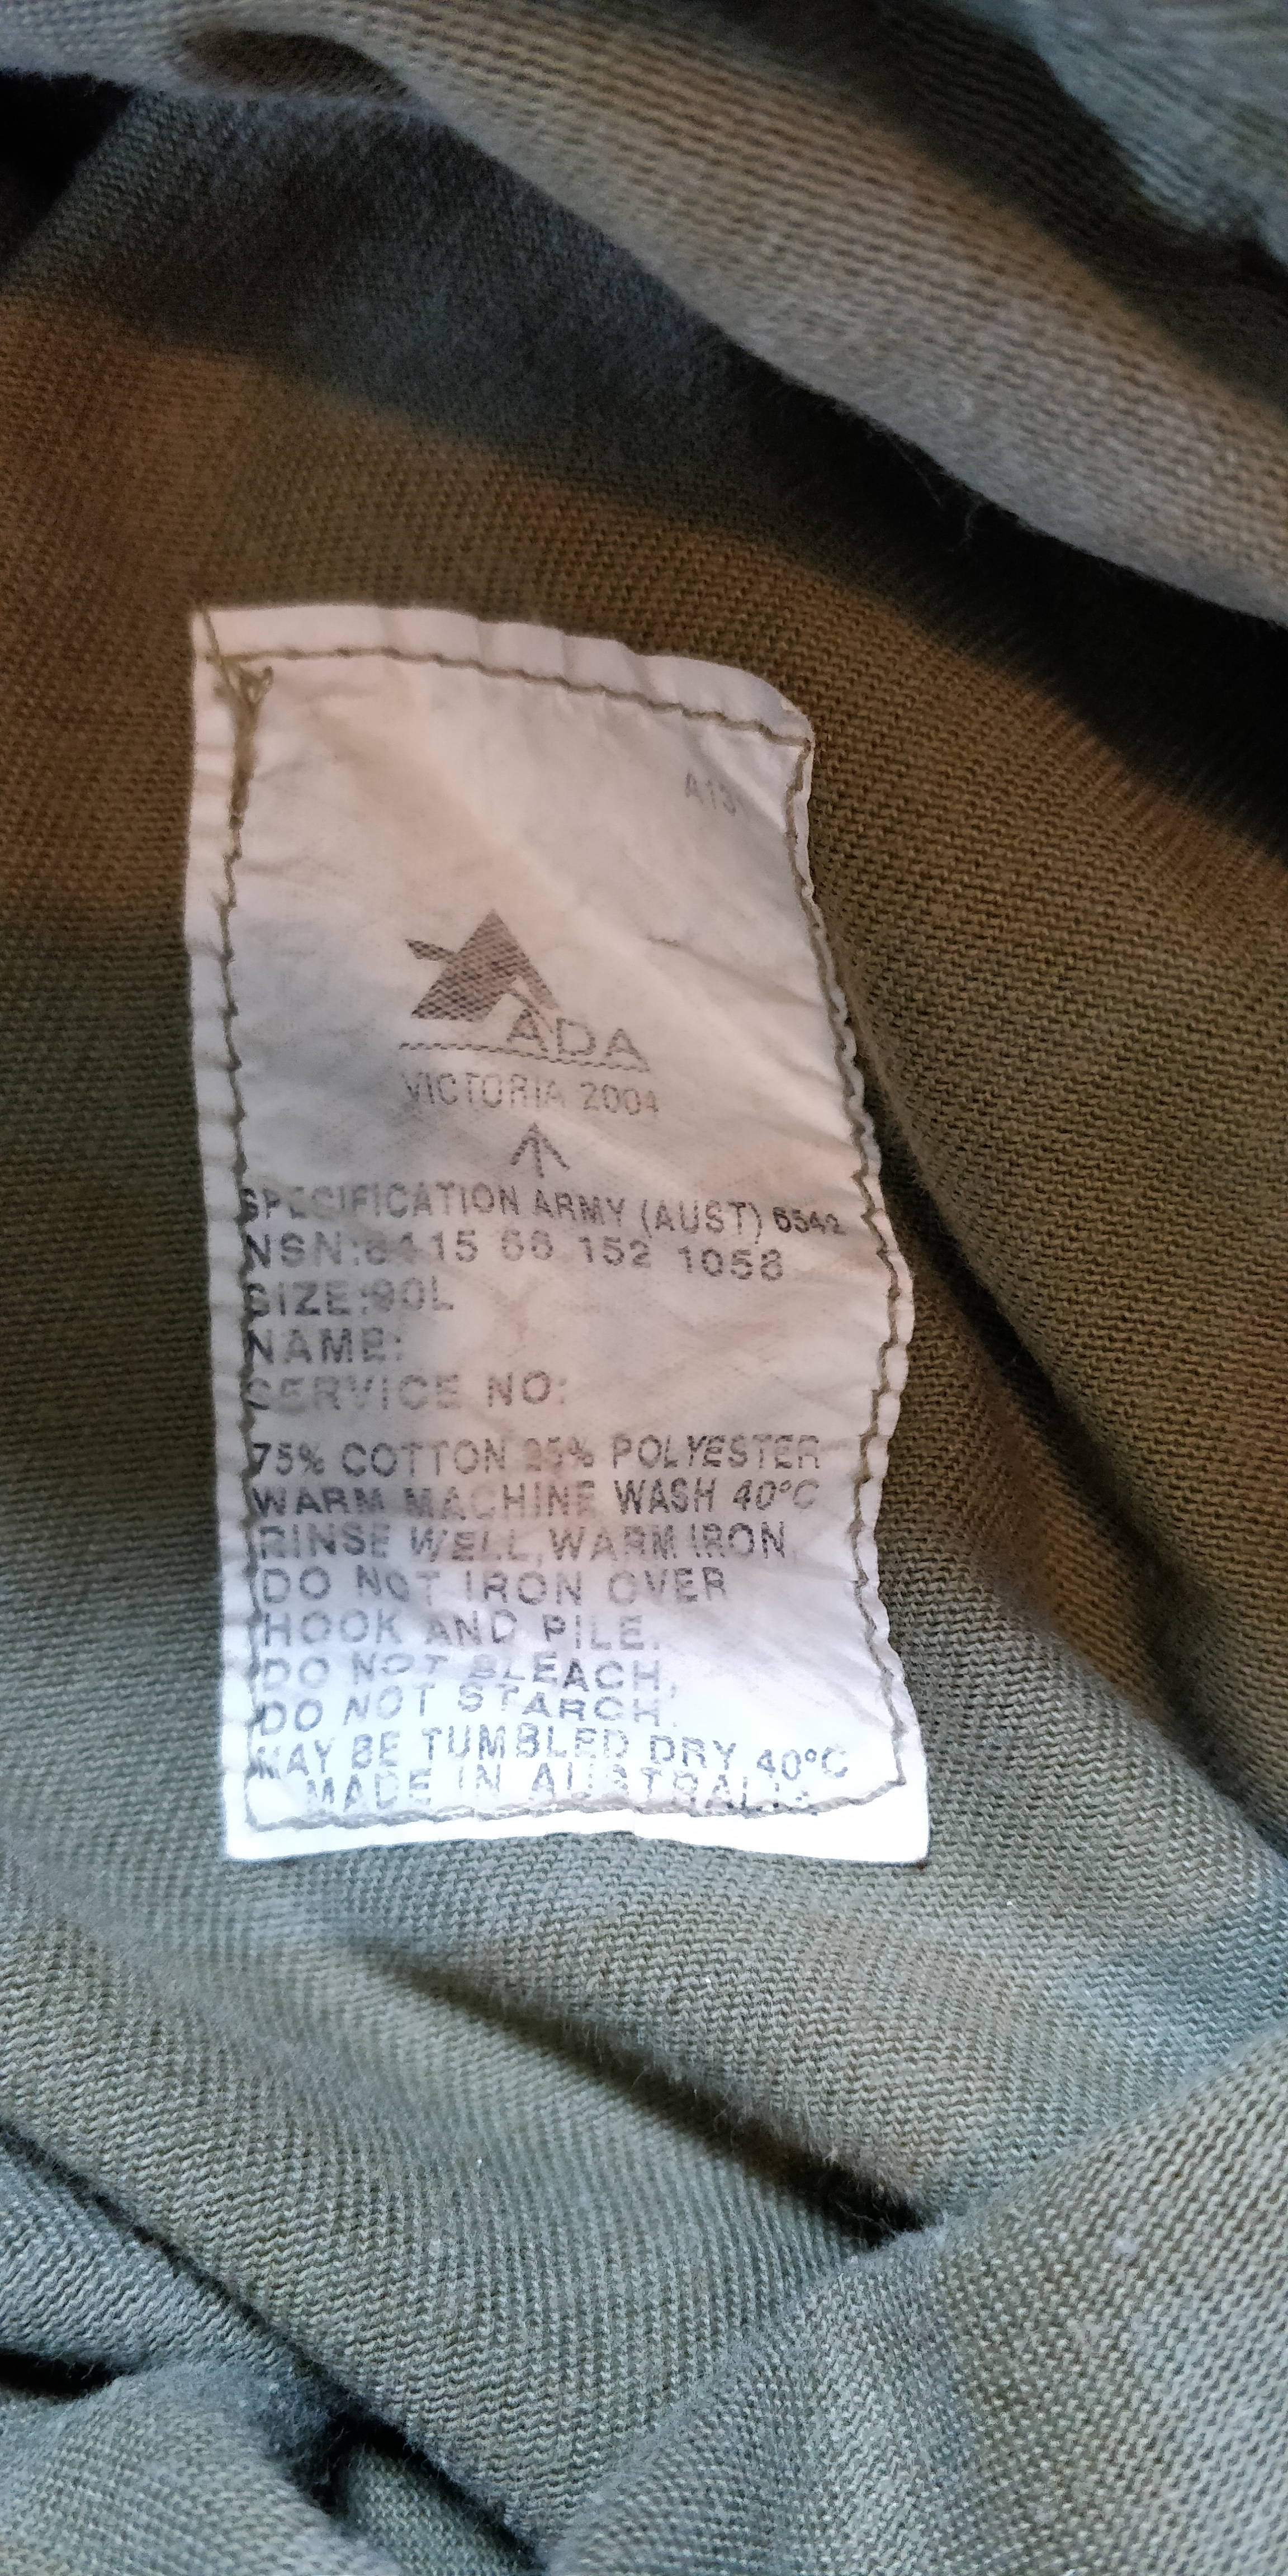 A13
ADA
VICTORIA 2004
SPECIFICATION ARMY (AUST) 6542
NSN:8415 66 152 1058
SIZE:90L
NAME:
SERVICE NO:
75% COTTON 25% POLYESTER
WARM MACHINE WASH 40°C
RINSE WELL, WARM IRON
DO NOT IRON OVER
HOOK AND PILE.
DO NOT BLEACH,
DO NOT STARCH.
MAY BE TUMBLED DRY 40°C
MADE IN AUSTRALIA